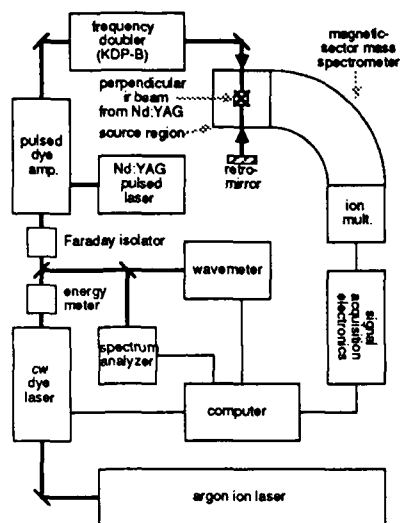 frequency
doubler
(KDP-B)
magnetic-
sector mass
spectrometer
perpendicular
ir beam
from Nd:YAG
source region
pulsed
dye
amp.
Nd:YAG
pulsed
laser
retro-
mirror
ion
mult.
Faraday isolator
energy
meter
wavemeter
signal
acquisition
electronics
spectrum
analyzer
cw
dye
laser
computer
argon ion laser